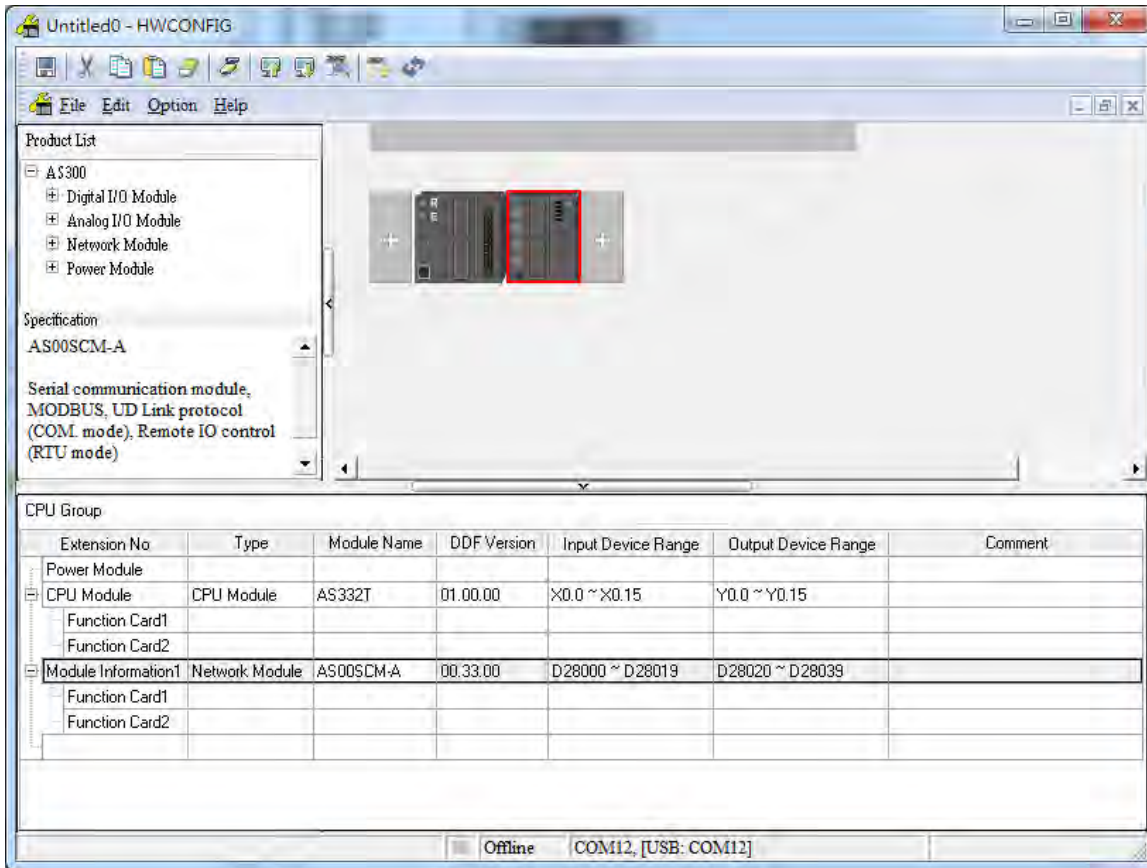 Untitled0 - HWCONFIG
File Edit Option Help
Product List
AS300
Digital I/O Module
Analog I/O Module
Network Module
Power Module
Specification
AS00SCM-A
Serial communication module,
MODBUS, UD Link protocol
(COM. mode), Remote IO control
(RTU mode)
R
E
CPU Group
Extension No Type Module Name DDF Version Input Device Range Output Device Range Comment
Power Module
CPU Module CPU Module AS332T 01.00.00 X0.0 ~ X0.15 Y0.0 ~ Y0.15
Function Card1
Function Card2
Module Information1 Network Module AS00SCM-A 00.33.00 D28000 ~ D28019 D28020 ~ D28039
Function Card1
Function Card2
Offline COM12, [USB: COM12]